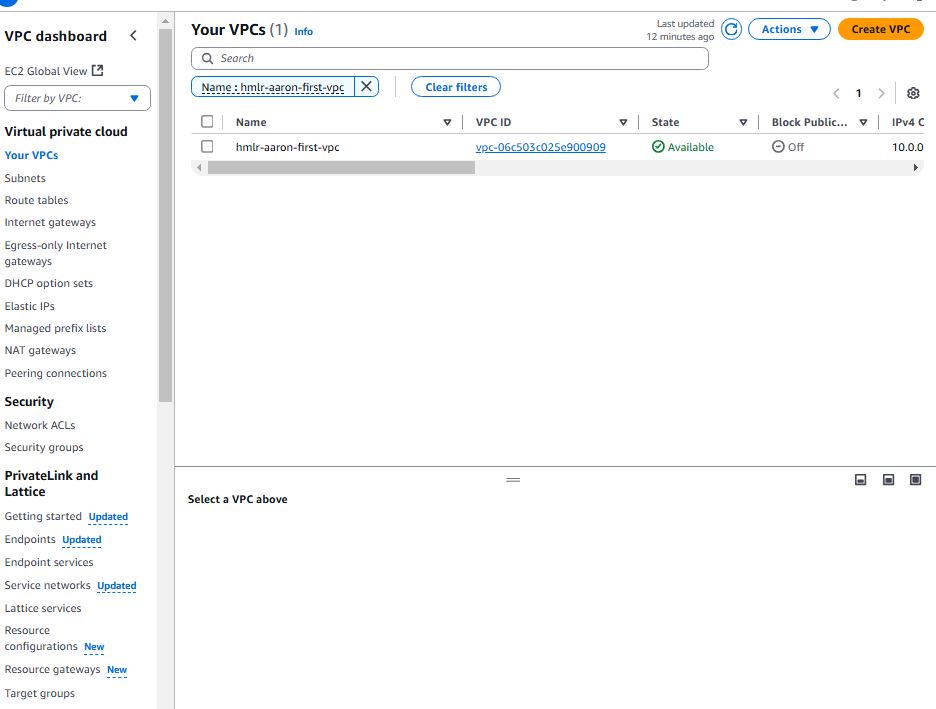 VPC dashboard
EC2 Global View
Filter by VPC:
Virtual private cloud
Your VPCs
Subnets
Route tables
Internet gateways
Egress-only Internet
gateways
DHCP option sets
Elastic IPs
Managed prefix lists
NAT gateways
Peering connections
Security
Network ACLs
Security groups
PrivateLink and
Lattice
Getting started Updated
Endpoints Updated
Endpoint services
Service networks Updated
Lattice services
Resource
configurations New
Resource gateways New
Target groups
Your VPCs (1) Info
Last updated
12 minutes ago
Actions
Create VPC
Search
Name : hmlr-aaron-first-vpc
Clear filters
1
Name VPC ID State Block Public... IPv4 C
hmlr-aaron-first-vpc vpc-06c503c025e900909 Available Off 10.0.0
Select a VPC above